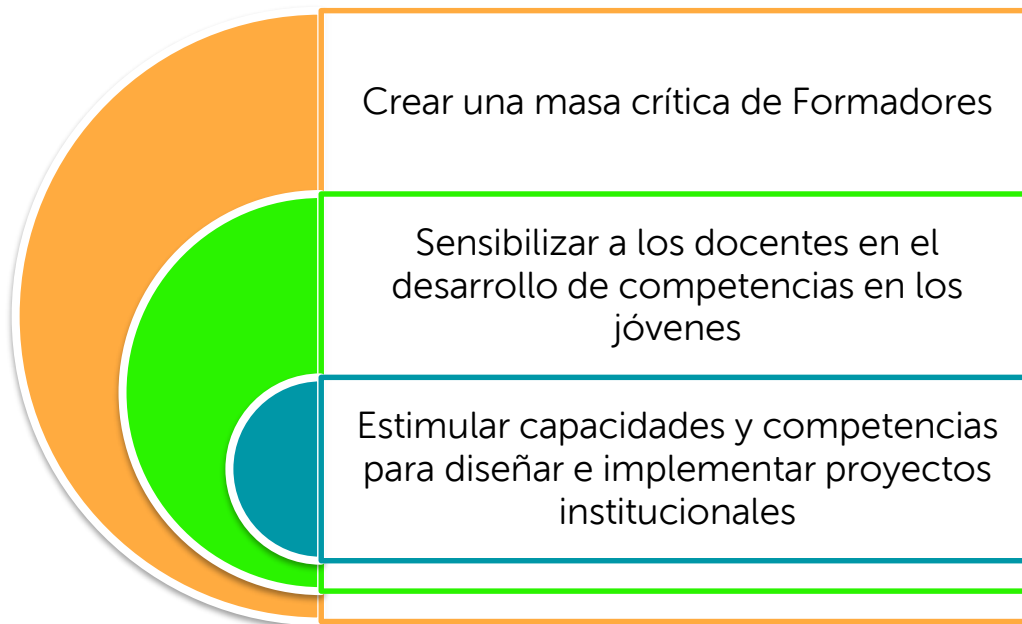 Crear una masa crítica de Formadores
Sensibilizar a los docentes en el
desarrollo de competencias en los
jóvenes
Estimular capacidades y competencias
para diseñar e implementar proyectos
institucionales